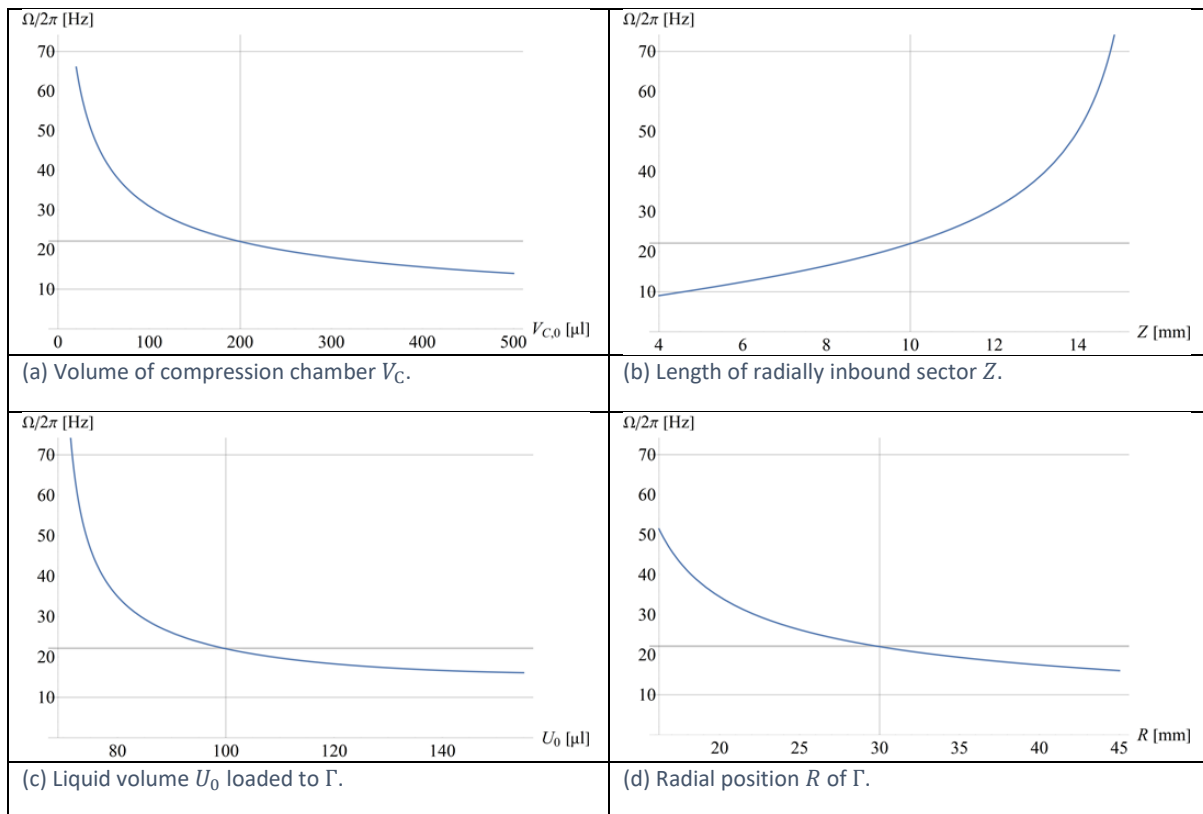 Ω/2π [Hz]
70
60
50
40
30
20
10
0 100 200 300 400 500
V_C,0 [μl]
(a) Volume of compression chamber V_C.
Ω/2π [Hz]
70
60
50
40
30
20
10
4 6 8 10 12 14
Z [mm]
(b) Length of radially inbound sector Z.
Ω/2π [Hz]
70
60
50
40
30
20
10
80 100 120 140
U_0 [μl]
(c) Liquid volume U_0 loaded to Γ.
Ω/2π [Hz]
70
60
50
40
30
20
10
20 25 30 35 40 45
R [mm]
(d) Radial position R of Γ.